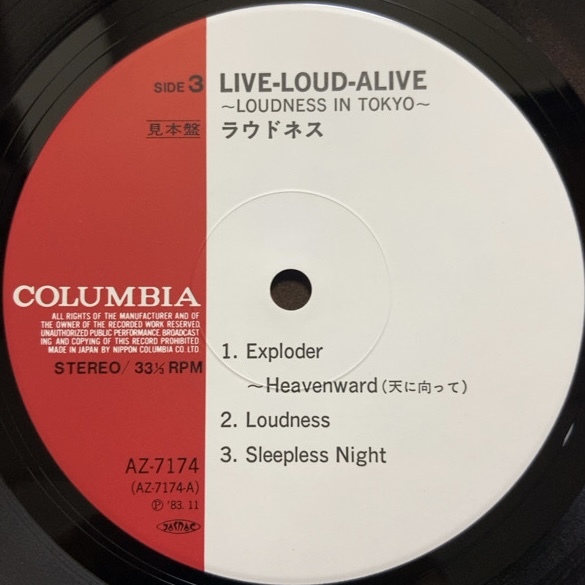 SIDE 3
LIVE-LOUD-ALIVE
～LOUDNESS IN TOKYO～
見本盤
ラウドネス
COLUMBIA
ALL RIGHTS OF THE MANUFACTURER AND OF
THE OWNER OF THE RECORDED WORK RESERVED.
UNAUTHORIZED PUBLIC PERFORMANCE BROADCAST
ING AND COPYING OF THIS RECORD PROHIBITED
MADE IN JAPAN BY NIPPON COLUMBIA CO. LTD
STEREO/ 33⅓ RPM
1. Exploder
～Heavenward(天に向って)
2. Loudness
3. Sleepless Night
AZ-7174
(AZ-7174-A)
Ⓟ '83. 11
JASRAC